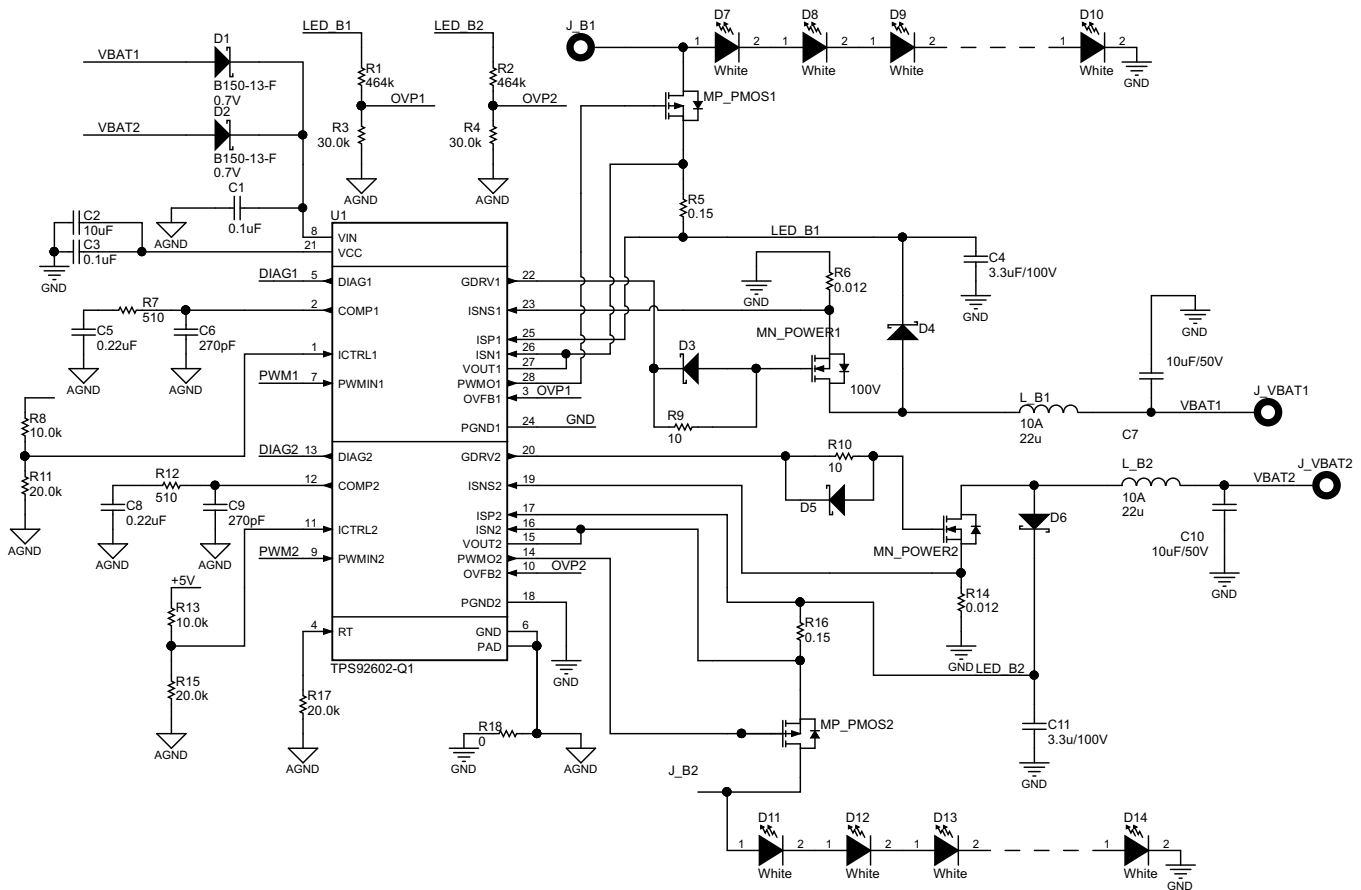 D1
VBAT1
B150-13-F
0.7V
D2
VBAT2
B150-13-F
0.7V
C1
0.1uF
AGND
C2
10uF
C3
0.1uF
GND
LED_B1
R1
464k
OVP1
R3
30.0k
AGND
LED_B2
R2
464k
OVP2
R4
30.0k
AGND
J_B1
D7
1 2
White
D8
1 2
White
D9
1 2
White
D10
1 2
White
GND
MP_PMOS1
R5
0.15
LED_B1
C4
3.3uF/100V
GND
R6
0.012
GND
MN_POWER1
100V
D4
D3
R9
10
L_B1
10A
22u
10uF/50V
C7
GND
VBAT1
J_VBAT1
U1
8 VIN
21 VCC
DIAG1 5 DIAG1
2 COMP1
1 ICTRL1
PWM1 7 PWMIN1
GDRV1 22
ISNS1 23
ISP1 25
ISN1 26
VOUT1 27
PWMO1 28
OVFB1 3 OVP1
PGND1 24 GND
DIAG2 13 DIAG2
12 COMP2
11 ICTRL2
PWM2 9 PWMIN2
GDRV2 20
ISNS2 19
ISP2 17
ISN2 16
VOUT2 15
PWMO2 14
OVFB2 10 OVP2
PGND2 18
4 RT
GND 6
PAD
TPS92602-Q1
R7
510
C5
0.22uF
AGND
C6
270pF
AGND
R8
10.0k
R11
20.0k
AGND
R12
510
C8
0.22uF
AGND
C9
270pF
AGND
+5V
R13
10.0k
R15
20.0k
AGND
R17
20.0k
AGND
R18
0
GND
AGND
GND
R10
10
D5
MN_POWER2
R14
0.012
GND
D6
L_B2
10A
22u
VBAT2
J_VBAT2
C10
10uF/50V
GND
R16
0.15
LED_B2
C11
3.3u/100V
GND
MP_PMOS2
J_B2
D11
1 2
White
D12
1 2
White
D13
1 2
White
D14
1 2
White
GND